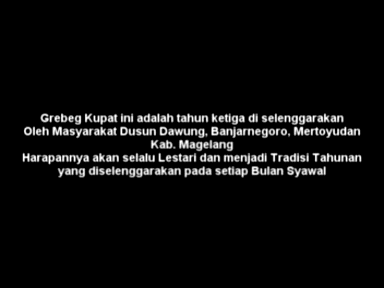 Grebeg Kupat ini adalah tahun ketiga di selenggarakan
Oleh Masyarakat Dusun Dawung, Banjarnegoro, Mertoyudan
Kab. Magelang
Harapannya akan selalu Lestari dan menjadi Tradisi Tahunan
yang diselenggarakan pada setiap Bulan Syawal